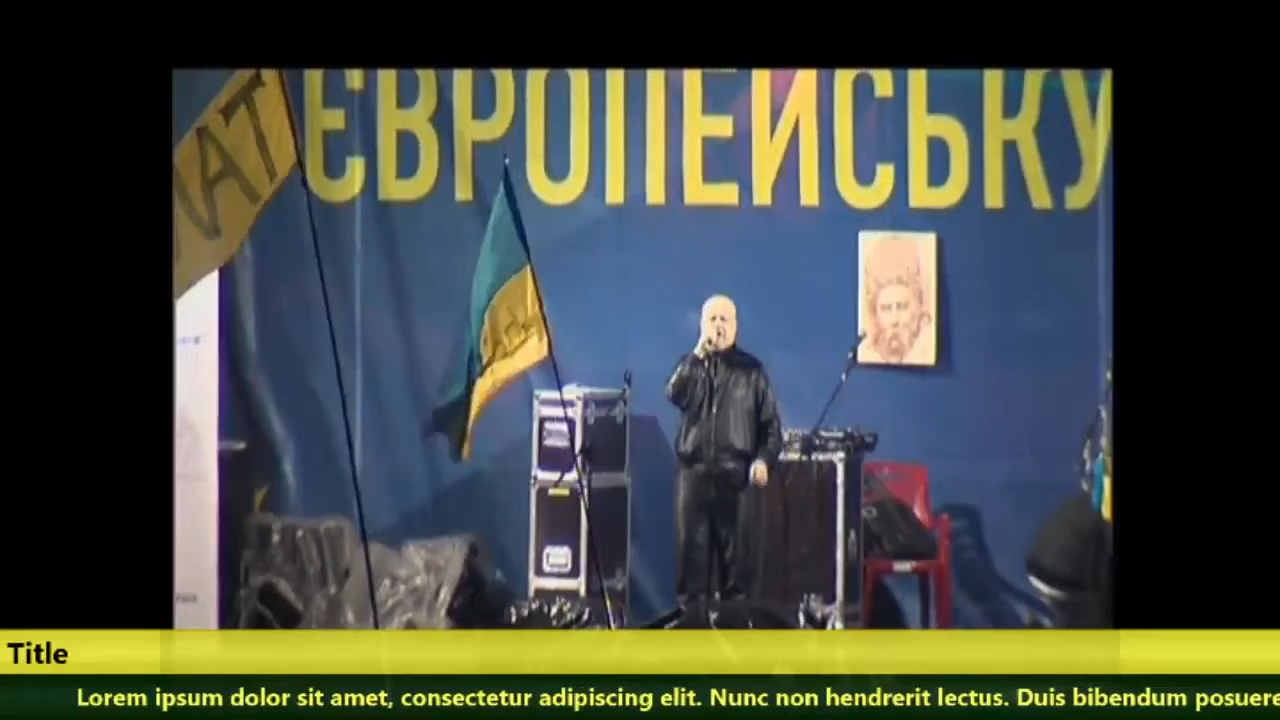 ЄВРОПЕЙСЬКУ
Title
Lorem ipsum dolor sit amet, consectetur adipiscing elit. Nunc non hendrerit lectus. Duis bibendum posuere